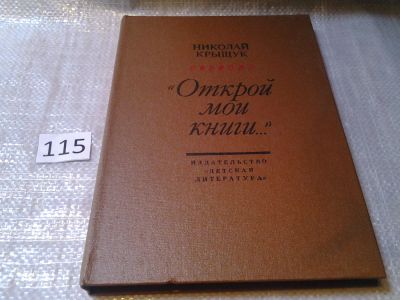 НИКОЛАЙ
КРЫЩУК
"Открой
мои
книги..."
ИЗДАТЕЛЬСТВО
«ДЕТСКАЯ
ЛИТЕРАТУРА»
115